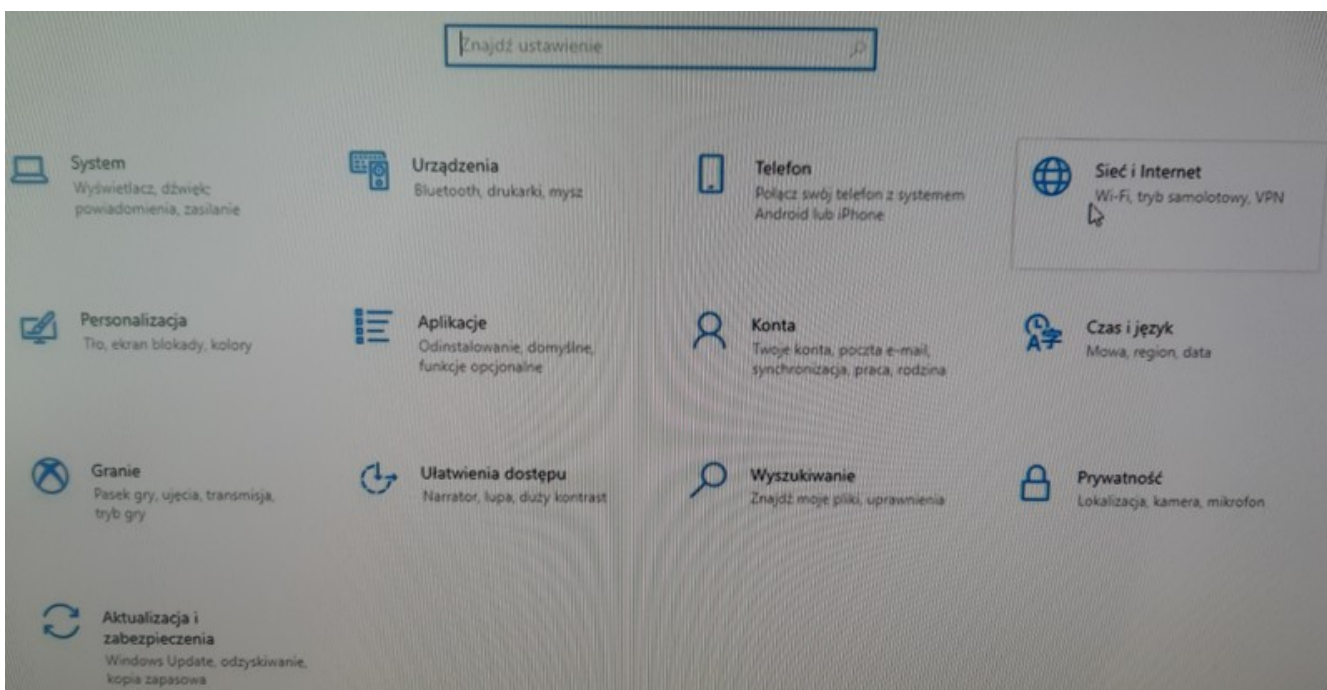 Znajdź ustawienie
System
Wyświetlacz, dźwięk,
powiadomienia, zasilanie
Urządzenia
Bluetooth, drukarki, mysz
Telefon
Połącz swój telefon z systemem
Android lub iPhone
Sieć i Internet
Wi-Fi, tryb samolotowy, VPN
Personalizacja
Tło, ekran blokady, kolory
Aplikacje
Odinstalowanie, domyślne,
funkcje opcjonalne
Konta
Twoje konta, poczta e-mail,
synchronizacja, praca, rodzina
Czas i język
Mowa, region, data
Granie
Pasek gry, ujęcia, transmisja,
tryb gry
Ułatwienia dostępu
Narrator, lupa, duży kontrast
Wyszukiwanie
Znajdź moje pliki, uprawnienia
Prywatność
Lokalizacja, kamera, mikrofon
Aktualizacja i
zabezpieczenia
Windows Update, odzyskiwanie,
kopia zapasowa